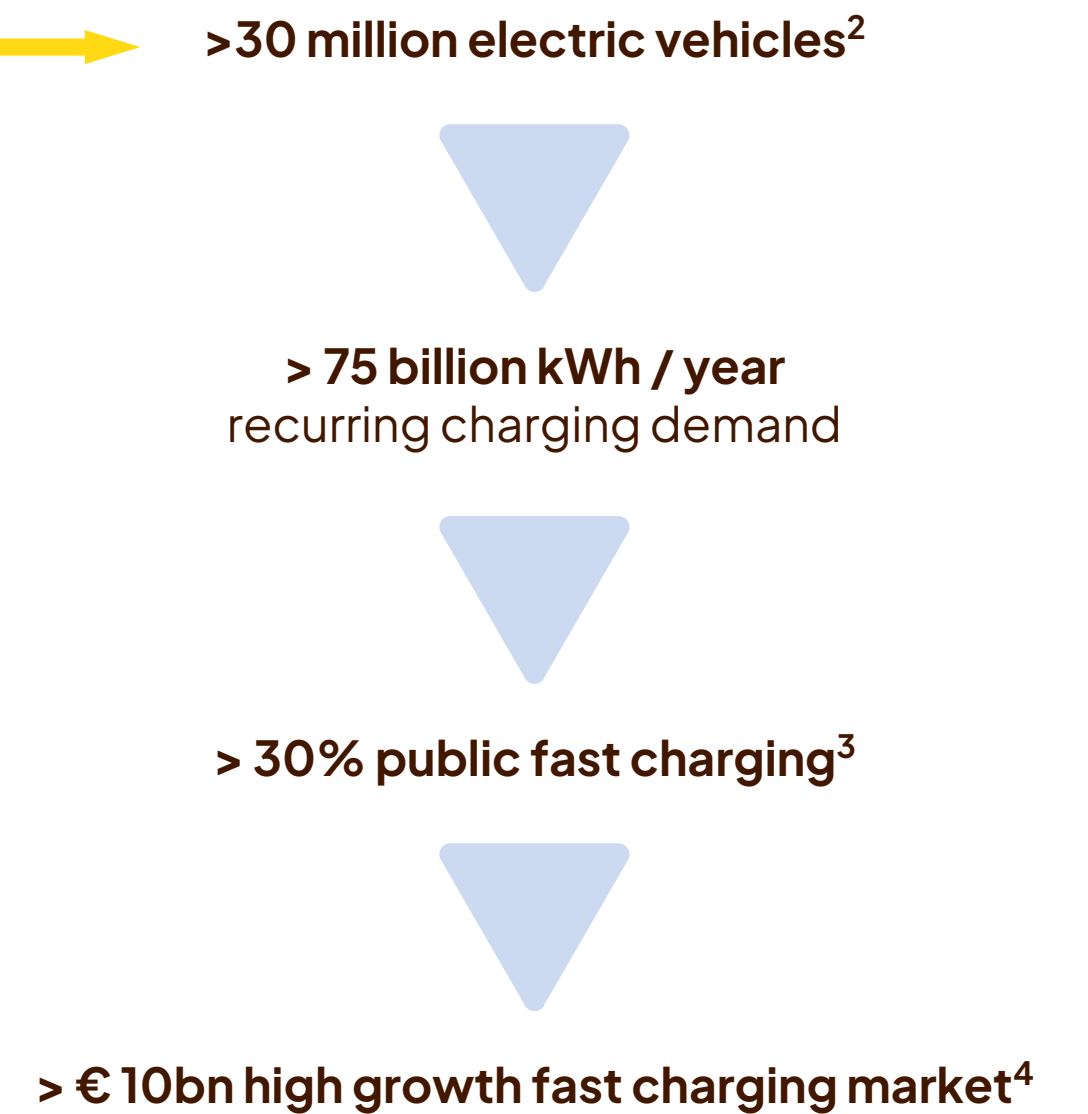 >30 million electric vehicles²
> 75 billion kWh / year
recurring charging demand
> 30% public fast charging³
> € 10bn high growth fast charging market⁴